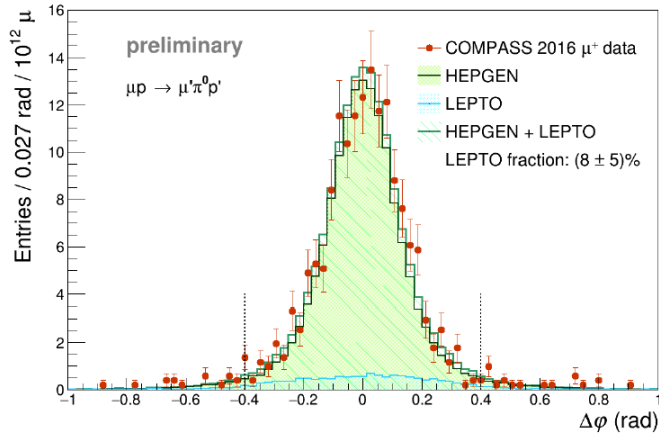 Entries / 0.027 rad / 10¹² μ
16
14
12
10
8
6
4
2
0
preliminary
μp → μ'π⁰p'
COMPASS 2016 μ⁺ data
HEPGEN
LEPTO
HEPGEN + LEPTO
LEPTO fraction: (8 ± 5)%
−1 −0.8 −0.6 −0.4 −0.2 0 0.2 0.4 0.6 0.8 1
Δφ (rad)